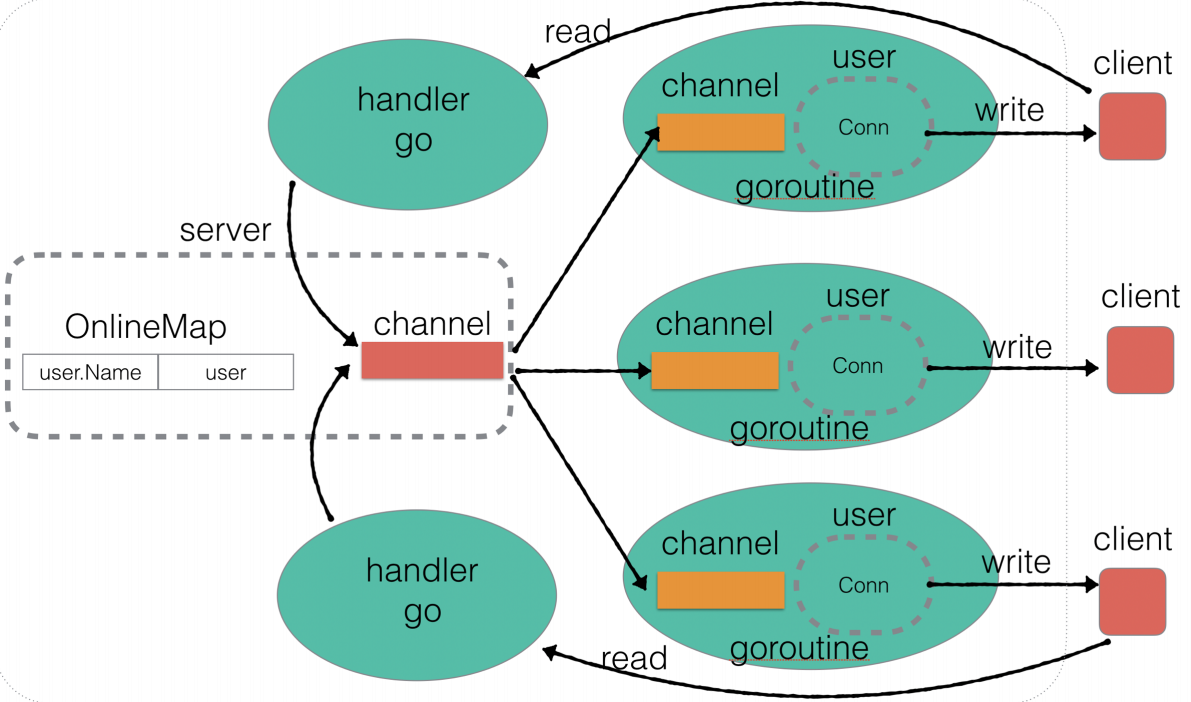 read
handler
go
channel
user
Conn
goroutine
write
client
server
OnlineMap
user.Name
user
channel
channel
user
Conn
goroutine
write
client
handler
go
channel
user
Conn
goroutine
write
client
read